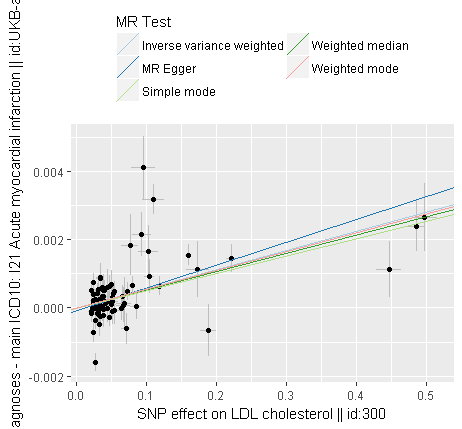 MR Test
Inverse variance weighted
Weighted median
MR Egger
Weighted mode
Simple mode
agnoses - main ICD10: I21 Acute myocardial infarction || id:UKB-a
0.004
0.002
0.000
-0.002
0.0 0.1 0.2 0.3 0.4 0.5
SNP effect on LDL cholesterol || id:300